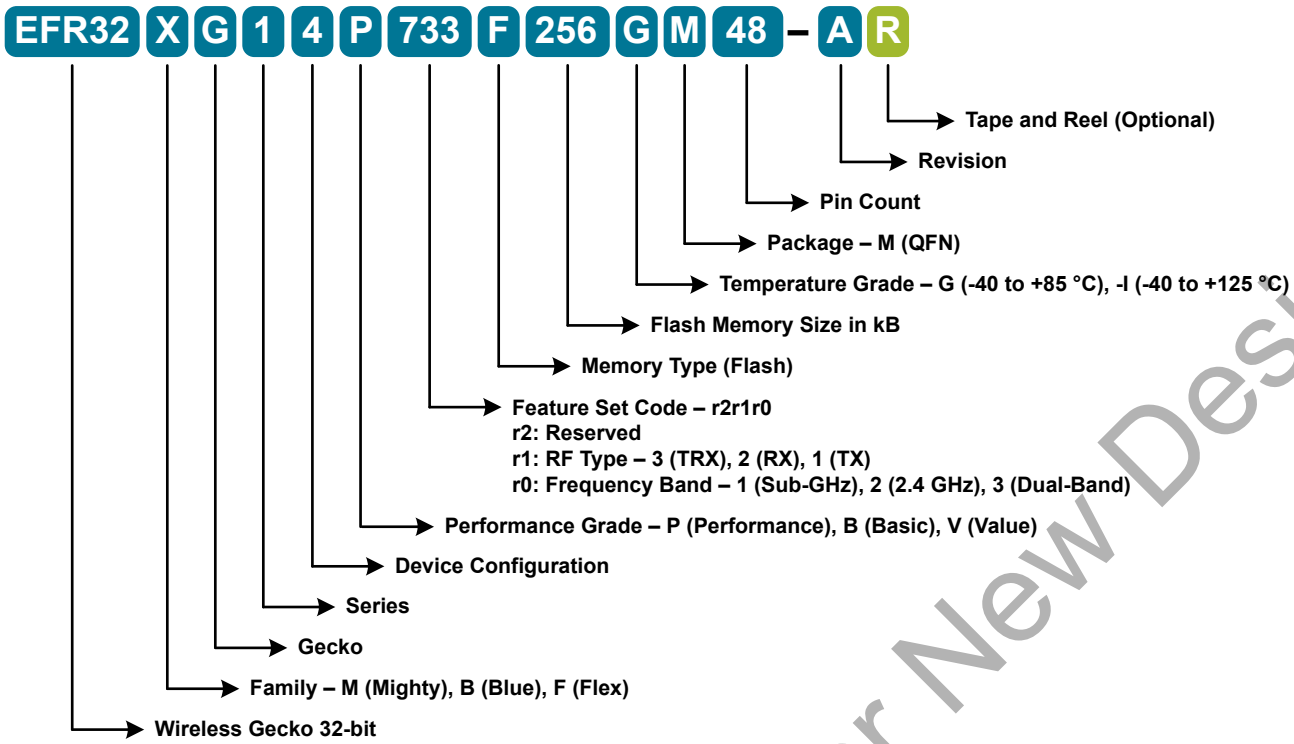 EFR32 X G 1 4 P 733 F 256 G M 48 – A R
Tape and Reel (Optional)
Revision
Pin Count
Package – M (QFN)
Temperature Grade – G (-40 to +85 °C), -I (-40 to +125 °C)
Flash Memory Size in kB
Memory Type (Flash)
Feature Set Code – r2r1r0
r2: Reserved
r1: RF Type – 3 (TRX), 2 (RX), 1 (TX)
r0: Frequency Band – 1 (Sub-GHz), 2 (2.4 GHz), 3 (Dual-Band)
Performance Grade – P (Performance), B (Basic), V (Value)
Device Configuration
Series
Gecko
Family – M (Mighty), B (Blue), F (Flex)
Wireless Gecko 32-bit
New